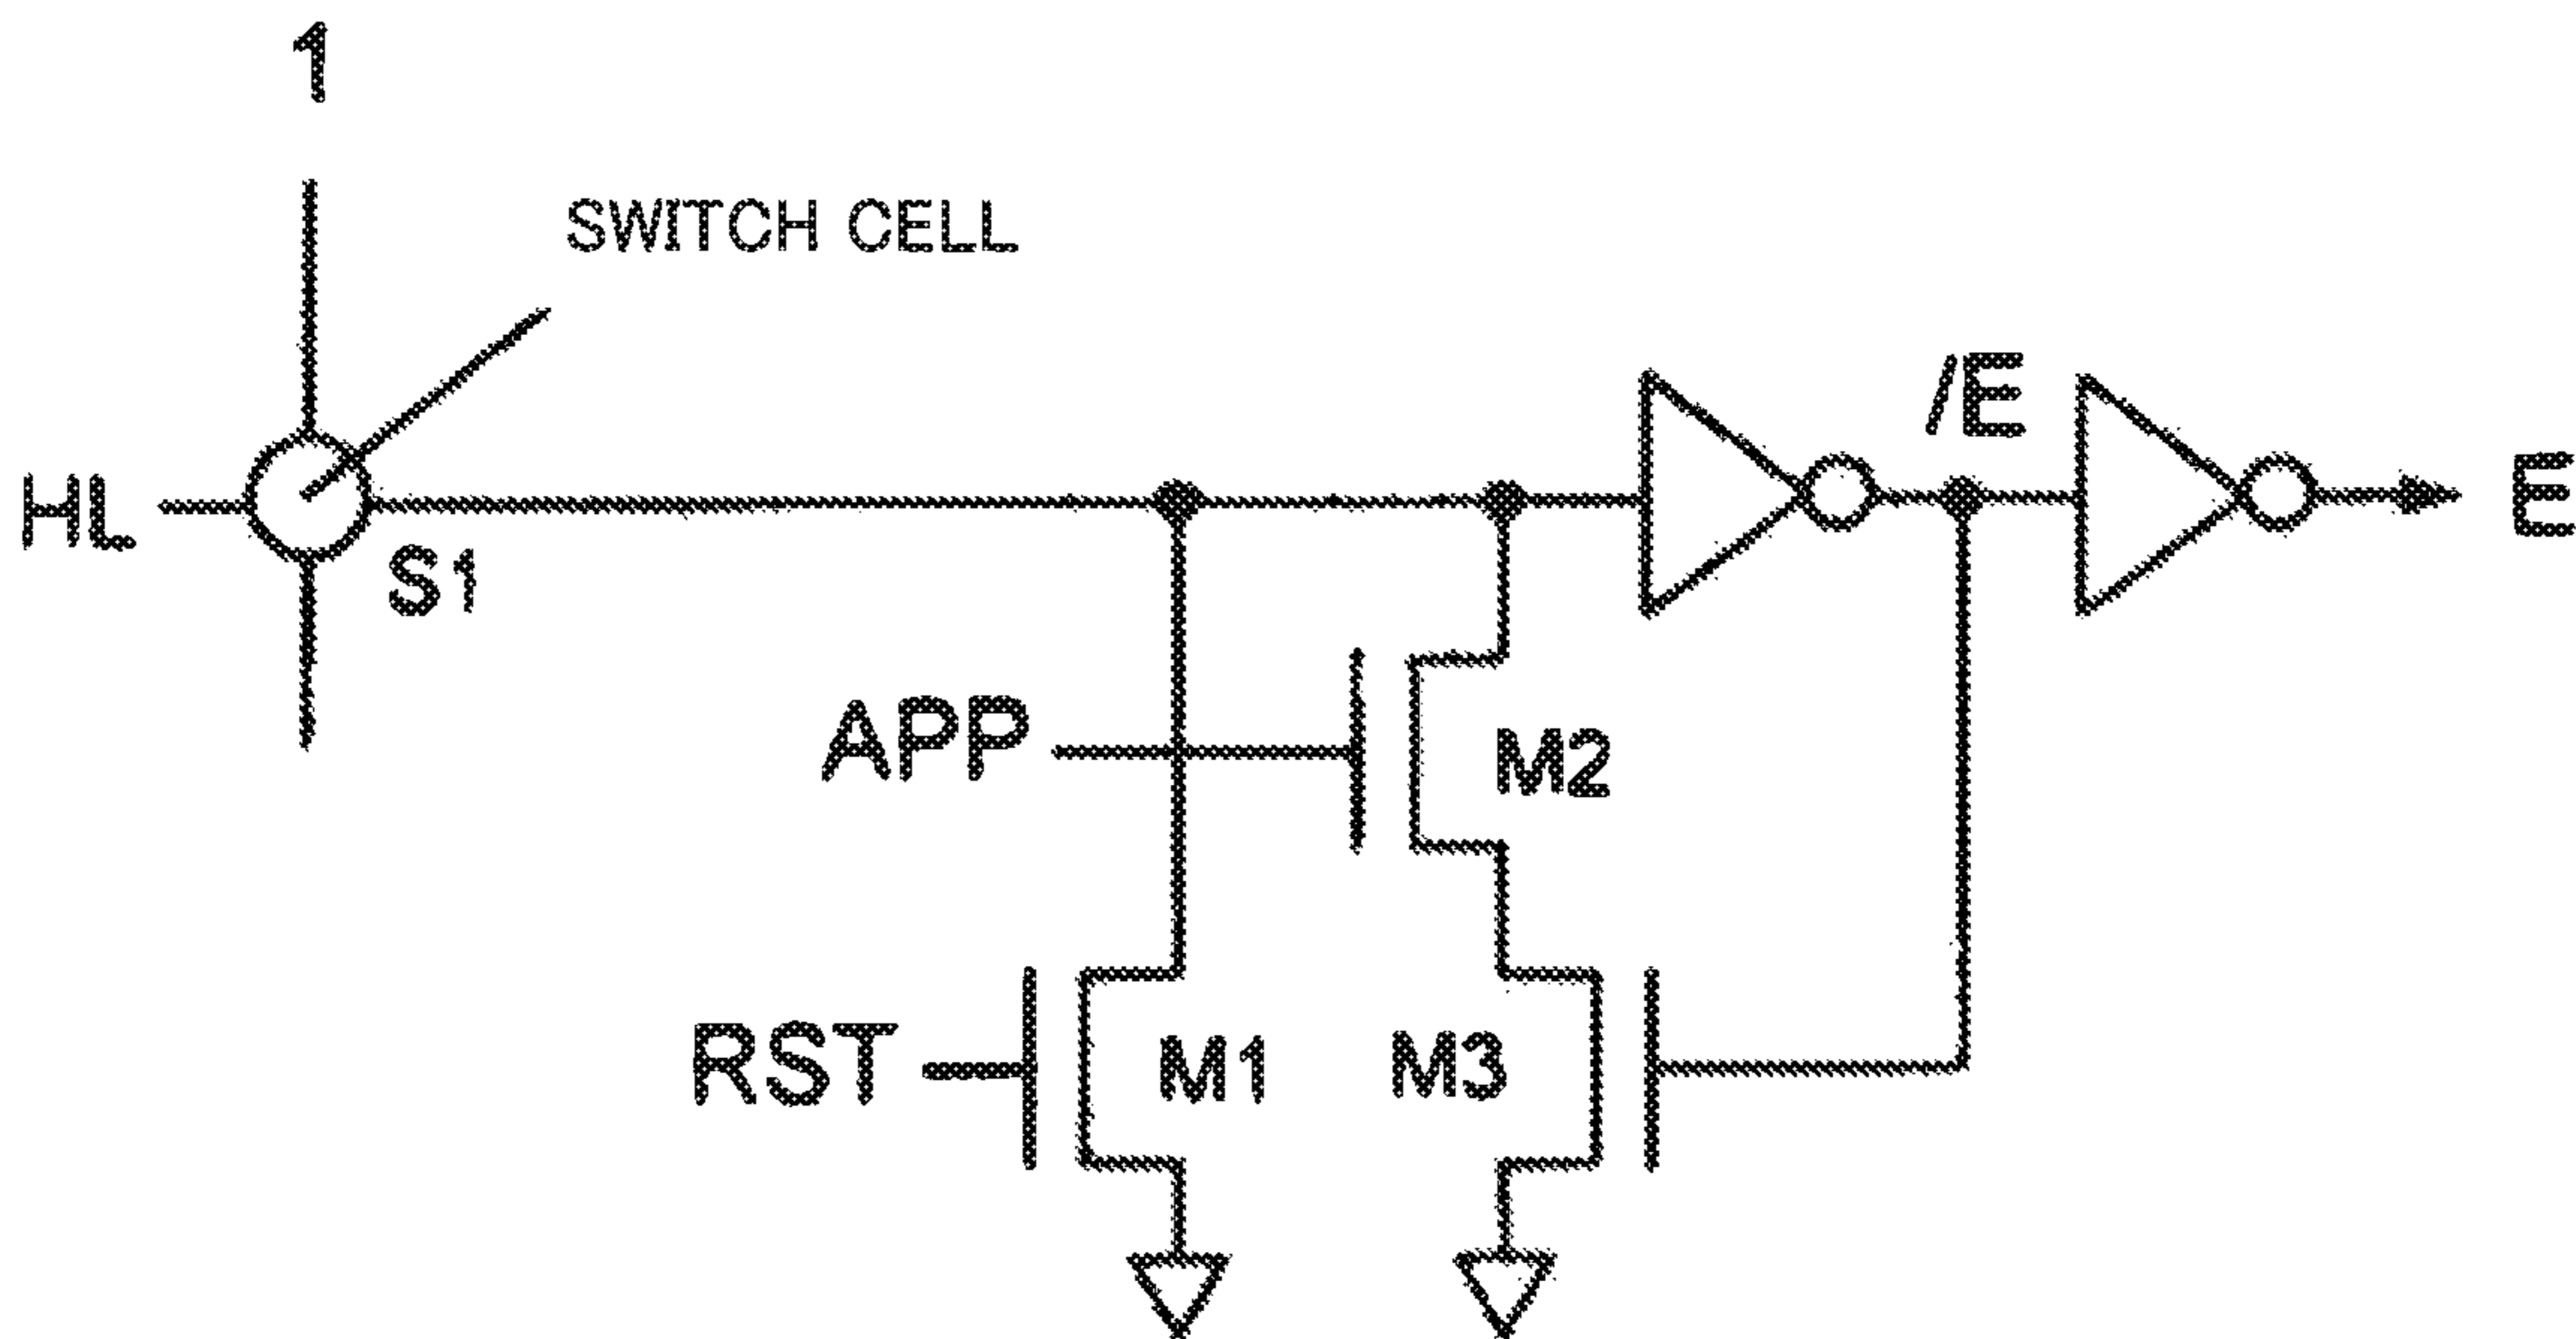 1
SWITCH CELL
/E
HL
E
S1
APP
M2
RST
M1
M3